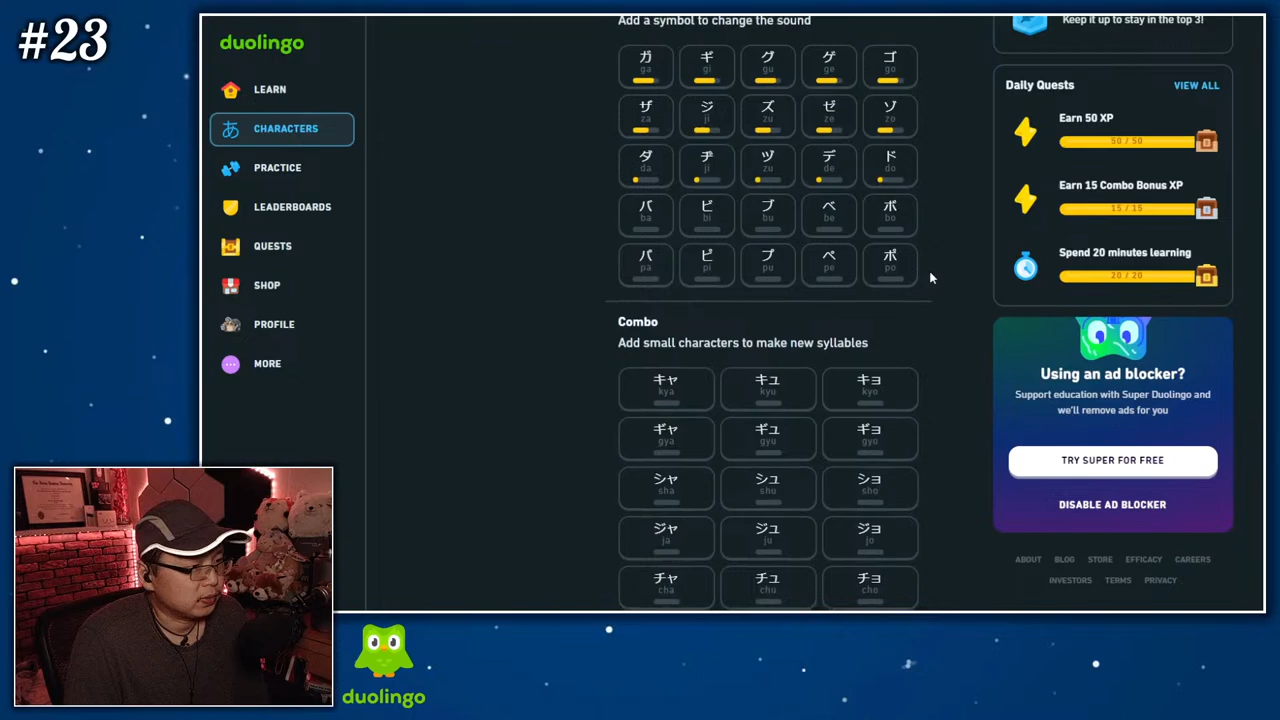 #23
duolingo
LEARN
CHARACTERS
あ
PRACTICE
LEADERBOARDS
QUESTS
SHOP
PROFILE
MORE
Add a symbol to change the sound
ガ ギ グ ゲ ゴ
ga gi gu ge go
ザ ジ ズ ゼ ゾ
za ji zu ze zo
ダ ヂ ヅ デ ド
da ji zu de do
バ ビ ブ ベ ボ
ba bi bu be bo
パ ピ プ ペ ポ
pa pi pu pe po
Combo
Add small characters to make new syllables
キャ キュ キョ
kya kyu kyo
ギャ ギュ ギョ
gya gyu gyo
シャ シュ ショ
sha shu sho
ジャ ジュ ジョ
ja ju jo
チャ チュ チョ
cha chu cho
Keep it up to stay in the top 3!
Daily Quests VIEW ALL
Earn 50 XP
50 / 50
Earn 15 Combo Bonus XP
15 / 15
Spend 20 minutes learning
20 / 20
Using an ad blocker?
Support education with Super Duolingo and
we'll remove ads for you
TRY SUPER FOR FREE
DISABLE AD BLOCKER
ABOUT BLOG STORE EFFICACY CAREERS
INVESTORS TERMS PRIVACY
duolingo